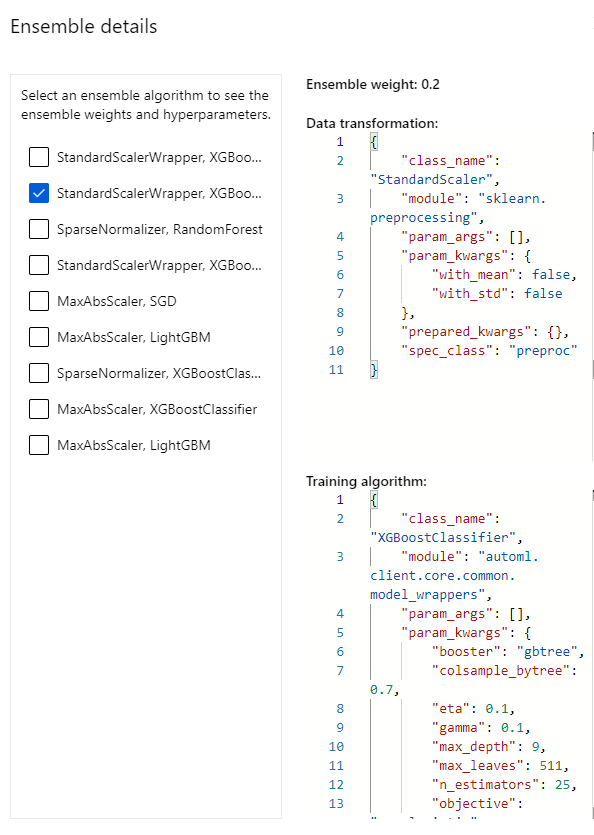 Ensemble details
Select an ensemble algorithm to see the
ensemble weights and hyperparameters.
StandardScalerWrapper, XGBoo...
StandardScalerWrapper, XGBoo...
SparseNormalizer, RandomForest
StandardScalerWrapper, XGBoo...
MaxAbsScaler, SGD
MaxAbsScaler, LightGBM
SparseNormalizer, XGBoostClas...
MaxAbsScaler, XGBoostClassifier
MaxAbsScaler, LightGBM
Ensemble weight: 0.2
Data transformation:
1 {
2 "class_name":
"StandardScaler",
3 "module": "sklearn.
preprocessing",
4 "param_args": [],
5 "param_kwargs": {
6 "with_mean": false,
7 "with_std": false
8 },
9 "prepared_kwargs": {},
10 "spec_class": "preproc"
11 }
Training algorithm:
1 {
2 "class_name":
"XGBoostClassifier",
3 "module": "automl.
client.core.common.
model_wrappers",
4 "param_args": [],
5 "param_kwargs": {
6 "booster": "gbtree",
7 "colsample_bytree":
0.7,
8 "eta": 0.1,
9 "gamma": 0.1,
10 "max_depth": 9,
11 "max_leaves": 511,
12 "n_estimators": 25,
13 "objective":